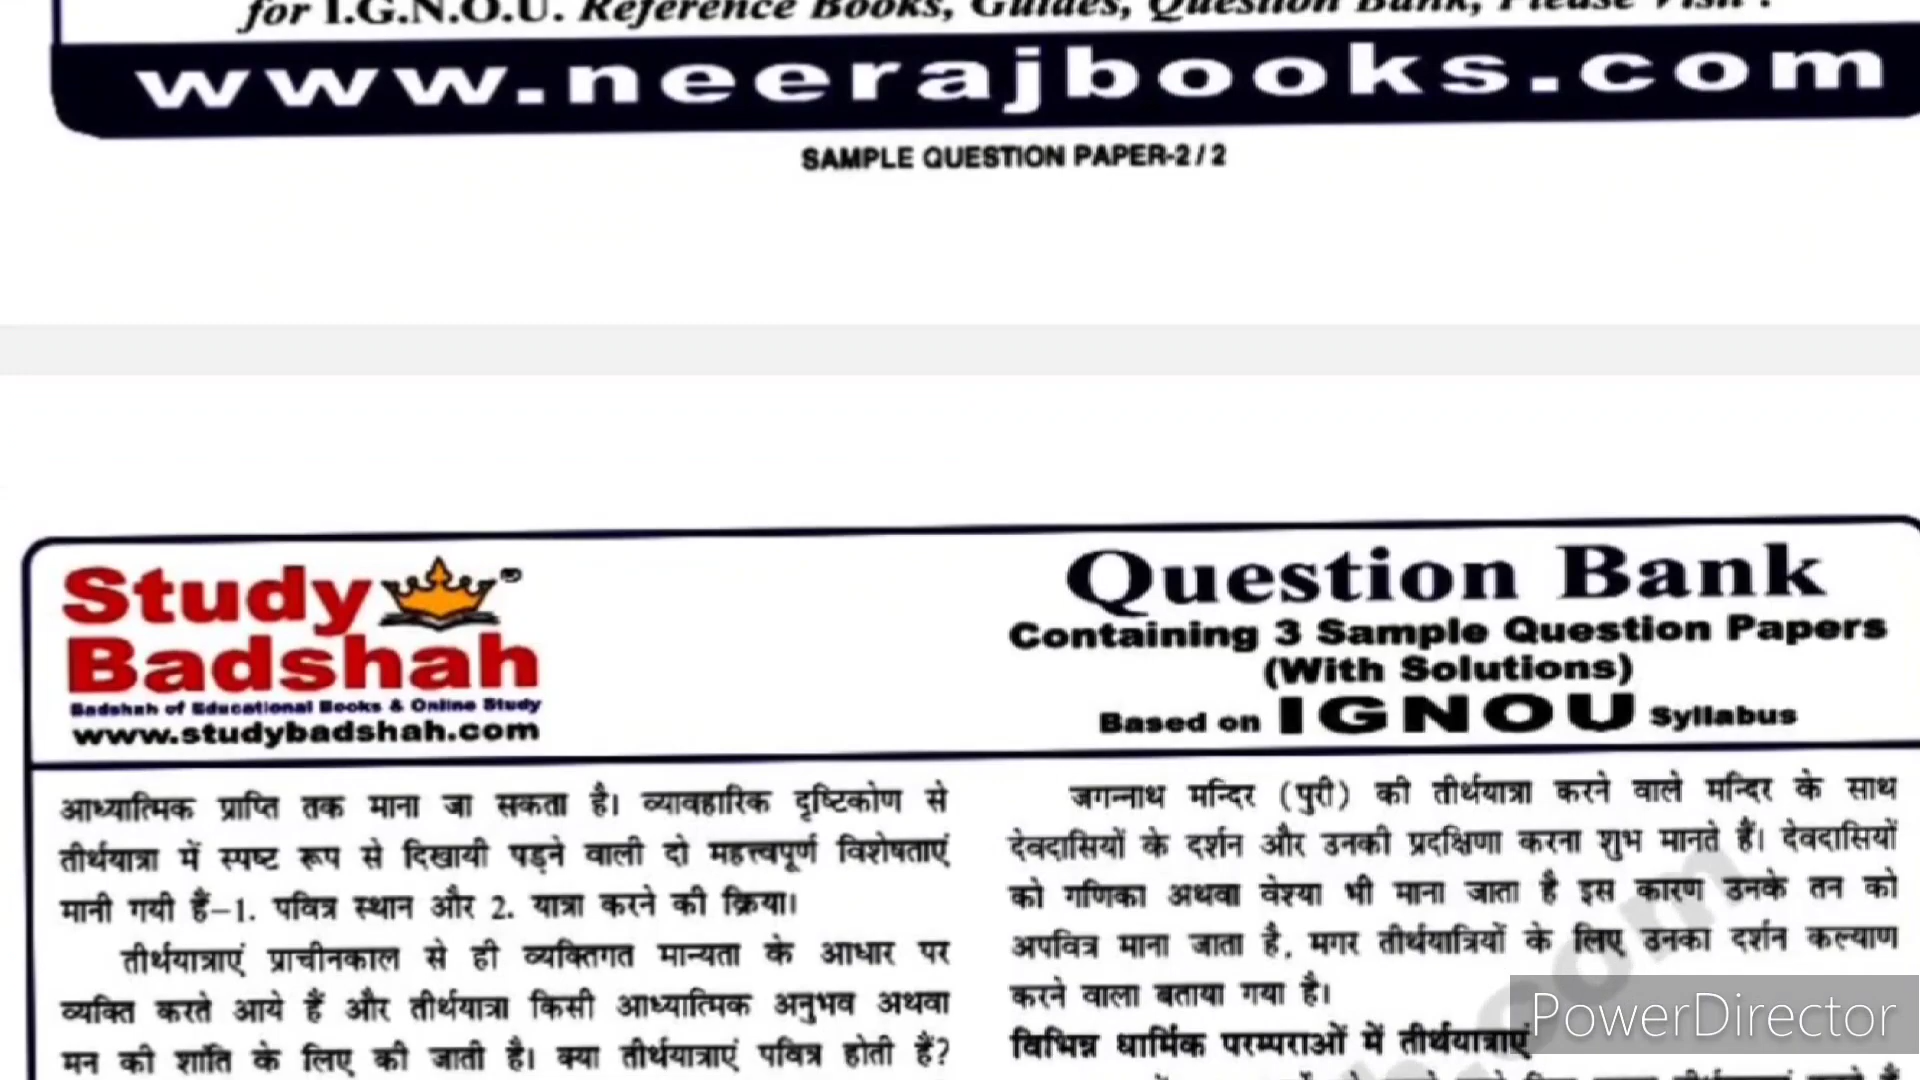 for I.G.N.O.U. Reference Books, Guides, Question Bank, Please Visit :
www.neerajbooks.com
SAMPLE QUESTION PAPER-2 / 2
Study
Badshah
Badshah of Educational Books & Online Study
www.studybadshah.com
Question Bank
Containing 3 Sample Question Papers
(With Solutions)
Based on IGNOU Syllabus
आध्यात्मिक प्राप्ति तक माना जा सकता है। व्यावहारिक दृष्टिकोण से
तीर्थयात्रा में स्पष्ट रूप से दिखायी पड़ने वाली दो महत्त्वपूर्ण विशेषताएं
मानी गयी हैं–1. पवित्र स्थान और 2. यात्रा करने की क्रिया।
तीर्थयात्राएं प्राचीनकाल से ही व्यक्तिगत मान्यता के आधार पर
व्यक्ति करते आये हैं और तीर्थयात्रा किसी आध्यात्मिक अनुभव अथवा
मन की शांति के लिए की जाती है। क्या तीर्थयात्राएं पवित्र होती हैं?
जगन्नाथ मन्दिर (पुरी) की तीर्थयात्रा करने वाले मन्दिर के साथ
देवदासियों के दर्शन और उनकी प्रदक्षिणा करना शुभ मानते हैं। देवदासियों
को गणिका अथवा वेश्या भी माना जाता है इस कारण उनके तन को
अपवित्र माना जाता है, मगर तीर्थयात्रियों के लिए उनका दर्शन कल्याण
करने वाला बताया गया है।
विभिन्न धार्मिक परम्पराओं में तीर्थयात्राएं
PowerDirector